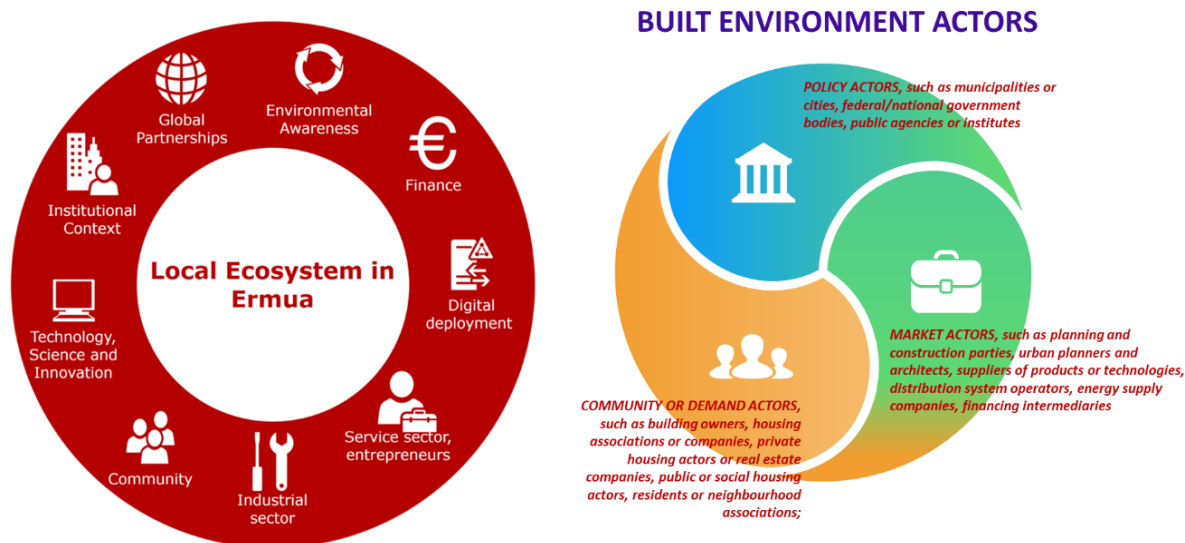 Local Ecosystem in
Ermua
Global
Partnerships
Environmental
Awareness
€
Finance
Digital
deployment
Service sector,
entrepreneurs
Industrial
sector
Community
Technology,
Science and
Innovation
Institutional
Context
BUILT ENVIRONMENT ACTORS
POLICY ACTORS, such as municipalities or
cities, federal/national government
bodies, public agencies or institutes
MARKET ACTORS, such as planning and
construction parties, urban planners and
architects, suppliers of products or technologies,
distribution system operators, energy supply
companies, financing intermediaries
COMMUNITY OR DEMAND ACTORS,
such as building owners, housing
associations or companies, private
housing actors or real estate
companies, public or social housing
actors, residents or neighbourhood
associations;